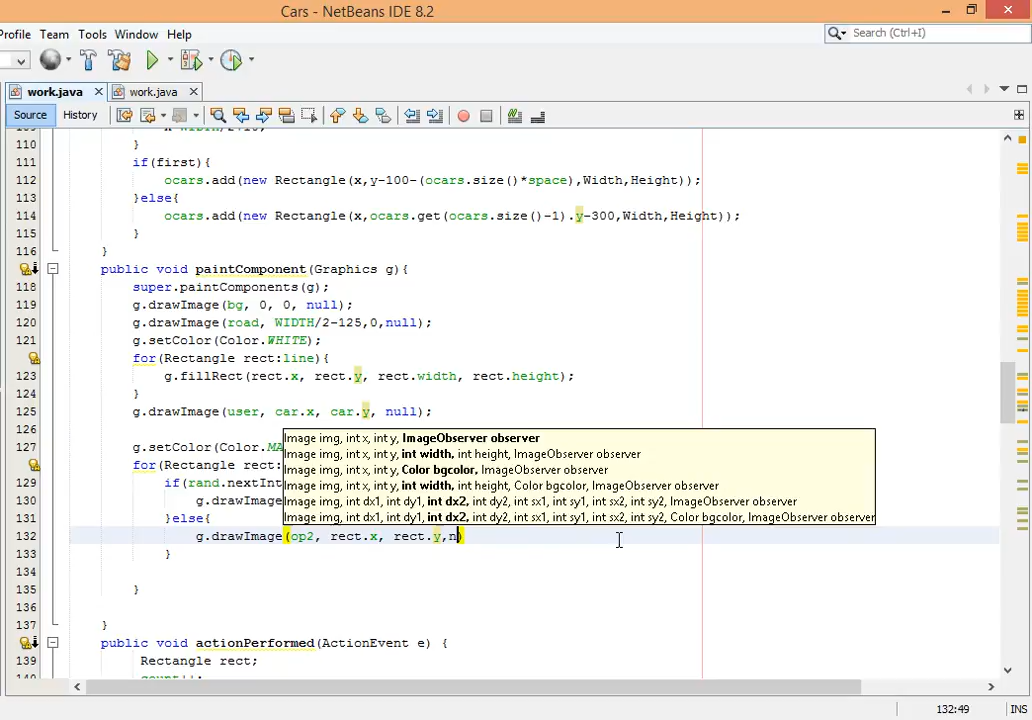 Cars - NetBeans IDE 8.2
Profile Team Tools Window Help
Search (Ctrl+I)
work.java
work.java
Source History
110 }
111 if(first){
112 ocars.add(new Rectangle(x,y-100-(ocars.size()*space),Width,Height));
113 }else{
114 ocars.add(new Rectangle(x,ocars.get(ocars.size()-1).y-300,Width,Height));
115 }
116 }
public void paintComponent(Graphics g){
118 super.paintComponents(g);
119 g.drawImage(bg, 0, 0, null);
120 g.drawImage(road, WIDTH/2-125,0,null);
121 g.setColor(Color.WHITE);
for(Rectangle rect:line){
123 g.fillRect(rect.x, rect.y, rect.width, rect.height);
124 }
125 g.drawImage(user, car.x, car.y, null);
126
127 g.setColor(Color.MA
for(Rectangle rect:
129 if(rand.nextInt
130 g.drawImage
131 }else{
132 g.drawImage(op2, rect.x, rect.y,n)
133 }
134
135 }
136
137 }
public void actionPerformed(ActionEvent e) {
139 Rectangle rect;
Image img, int x, int y, ImageObserver observer
Image img, int x, int y, int width, int height, ImageObserver observer
Image img, int x, int y, Color bgcolor, ImageObserver observer
Image img, int x, int y, int width, int height, Color bgcolor, ImageObserver observer
Image img, int dx1, int dy1, int dx2, int dy2, int sx1, int sy1, int sx2, int sy2, ImageObserver observer
Image img, int dx1, int dy1, int dx2, int dy2, int sx1, int sy1, int sx2, int sy2, Color bgcolor, ImageObserver observer
132:49 INS